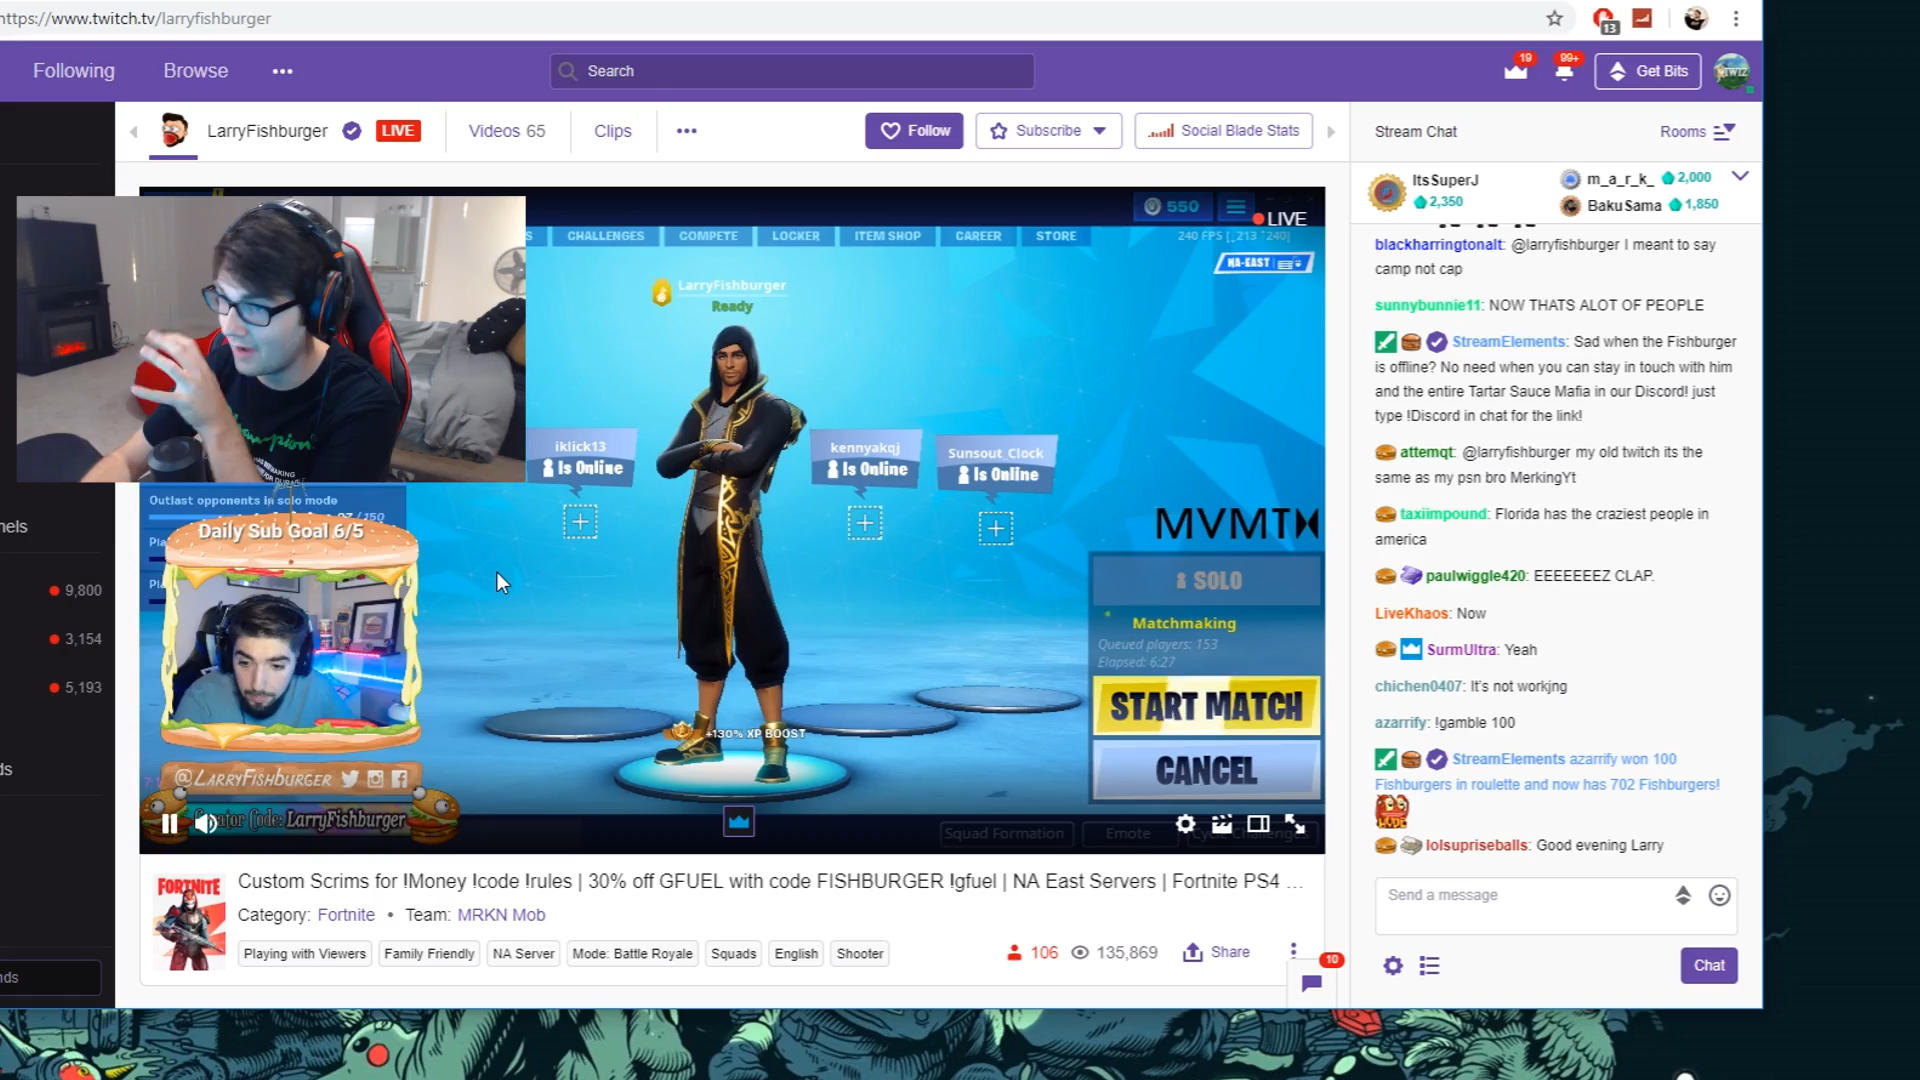 https://www.twitch.tv/larryfishburger
13
Following
Browse
Search
19
99+
Get Bits
LarryFishburger
LIVE
Videos 65
Clips
Follow
Subscribe
Social Blade Stats
Stream Chat
Rooms
ItsSuperJ
2,350
m_a_r_k_ 2,000
BakuSama 1,850
550
LIVE
S
CHALLENGES
COMPETE
LOCKER
ITEM SHOP
CAREER
STORE
240 FPS
NA-EAST
LarryFishburger
Ready
iklick13
Is Online
kennyakqj
Is Online
Sunsout_Clock
Is Online
Outlast opponents in solo mode
Daily Sub Goal 6/5
MVMT
SOLO
Matchmaking
Queued players: 153
Elapsed: 6:27
START MATCH
CANCEL
+130% XP BOOST
@LarryFishburger
Creator Code: LarryFishburger
Squad Formation
Emote
nels
9,800
3,154
5,193
ds
nds
FORTNITE
Custom Scrims for !Money !code !rules | 30% off GFUEL with code FISHBURGER !gfuel | NA East Servers | Fortnite PS4 ...
Category: Fortnite • Team: MRKN Mob
Playing with Viewers
Family Friendly
NA Server
Mode: Battle Royale
Squads
English
Shooter
106
135,869
Share
10
blackharringtonalt: @larryfishburger I meant to say
camp not cap
sunnybunnie11: NOW THATS ALOT OF PEOPLE
StreamElements: Sad when the Fishburger
is offline? No need when you can stay in touch with him
and the entire Tartar Sauce Mafia in our Discord! just
type !Discord in chat for the link!
attemqt: @larryfishburger my old twitch its the
same as my psn bro MerkingYt
taxiimpound: Florida has the craziest people in
america
paulwiggle420: EEEEEEEZ CLAP.
LiveKhaos: Now
SurmUltra: Yeah
chichen0407: It's not workjng
azarrify: !gamble 100
StreamElements azarrify won 100
Fishburgers in roulette and now has 702 Fishburgers!
HYPE
lolsupriseballs: Good evening Larry
Send a message
Chat